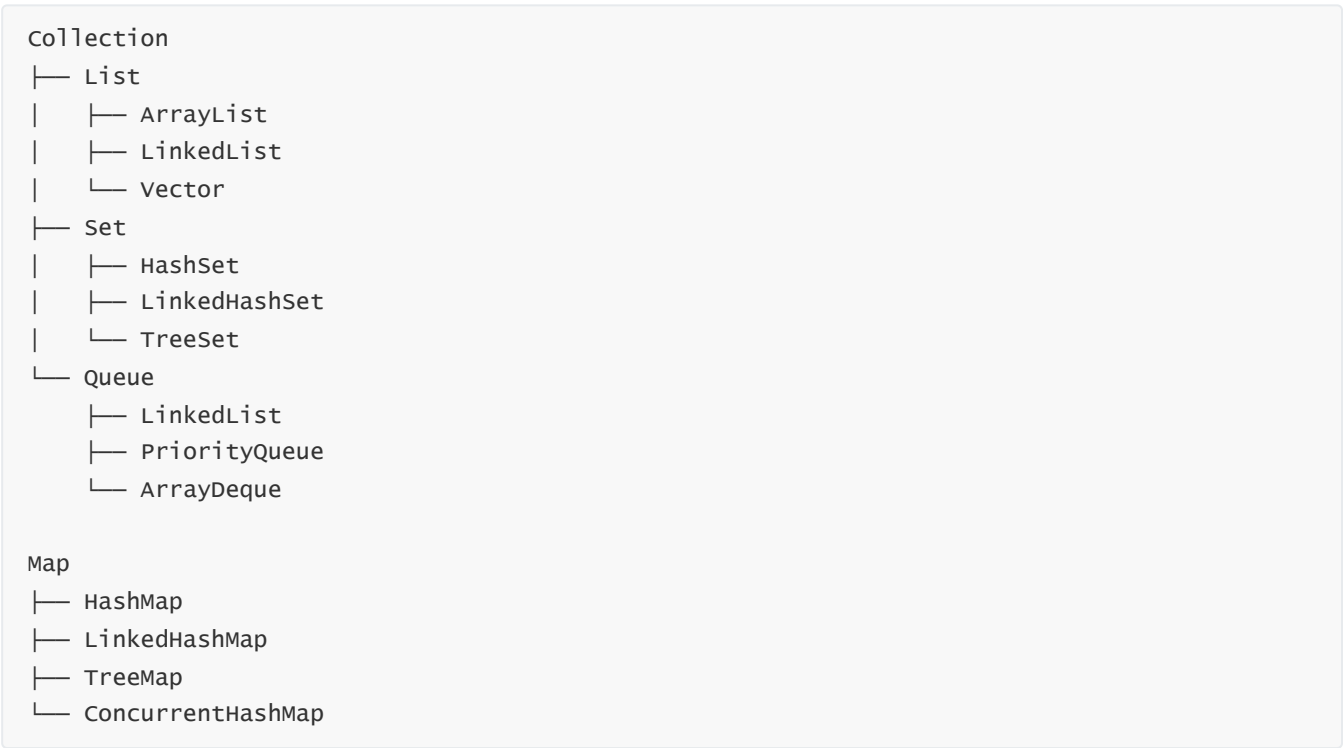 Collection
├── List
│   ├── ArrayList
│   ├── LinkedList
│   └── Vector
├── Set
│   ├── HashSet
│   ├── LinkedHashSet
│   └── TreeSet
└── Queue
    ├── LinkedList
    ├── PriorityQueue
    └── ArrayDeque

Map
├── HashMap
├── LinkedHashMap
├── TreeMap
└── ConcurrentHashMap